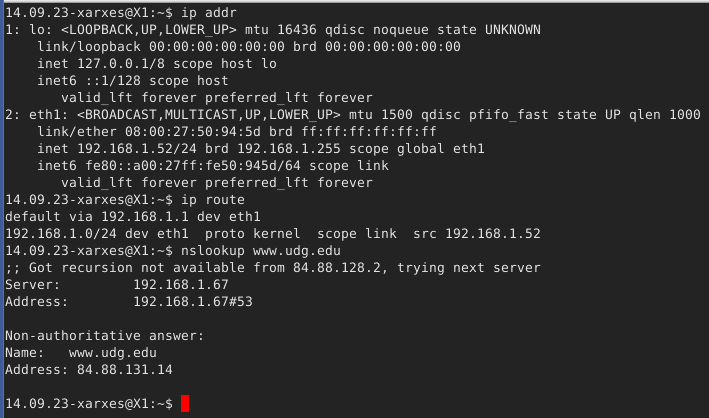 14.09.23-xarxes@X1:~$ ip addr
1: lo: <LOOPBACK,UP,LOWER_UP> mtu 16436 qdisc noqueue state UNKNOWN
    link/loopback 00:00:00:00:00:00 brd 00:00:00:00:00:00
    inet 127.0.0.1/8 scope host lo
    inet6 ::1/128 scope host
       valid_lft forever preferred_lft forever
2: eth1: <BROADCAST,MULTICAST,UP,LOWER_UP> mtu 1500 qdisc pfifo_fast state UP qlen 1000
    link/ether 08:00:27:50:94:5d brd ff:ff:ff:ff:ff:ff
    inet 192.168.1.52/24 brd 192.168.1.255 scope global eth1
    inet6 fe80::a00:27ff:fe50:945d/64 scope link
       valid_lft forever preferred_lft forever
14.09.23-xarxes@X1:~$ ip route
default via 192.168.1.1 dev eth1
192.168.1.0/24 dev eth1  proto kernel  scope link  src 192.168.1.52
14.09.23-xarxes@X1:~$ nslookup www.udg.edu
;; Got recursion not available from 84.88.128.2, trying next server
Server:         192.168.1.67
Address:        192.168.1.67#53

Non-authoritative answer:
Name:   www.udg.edu
Address: 84.88.131.14

14.09.23-xarxes@X1:~$